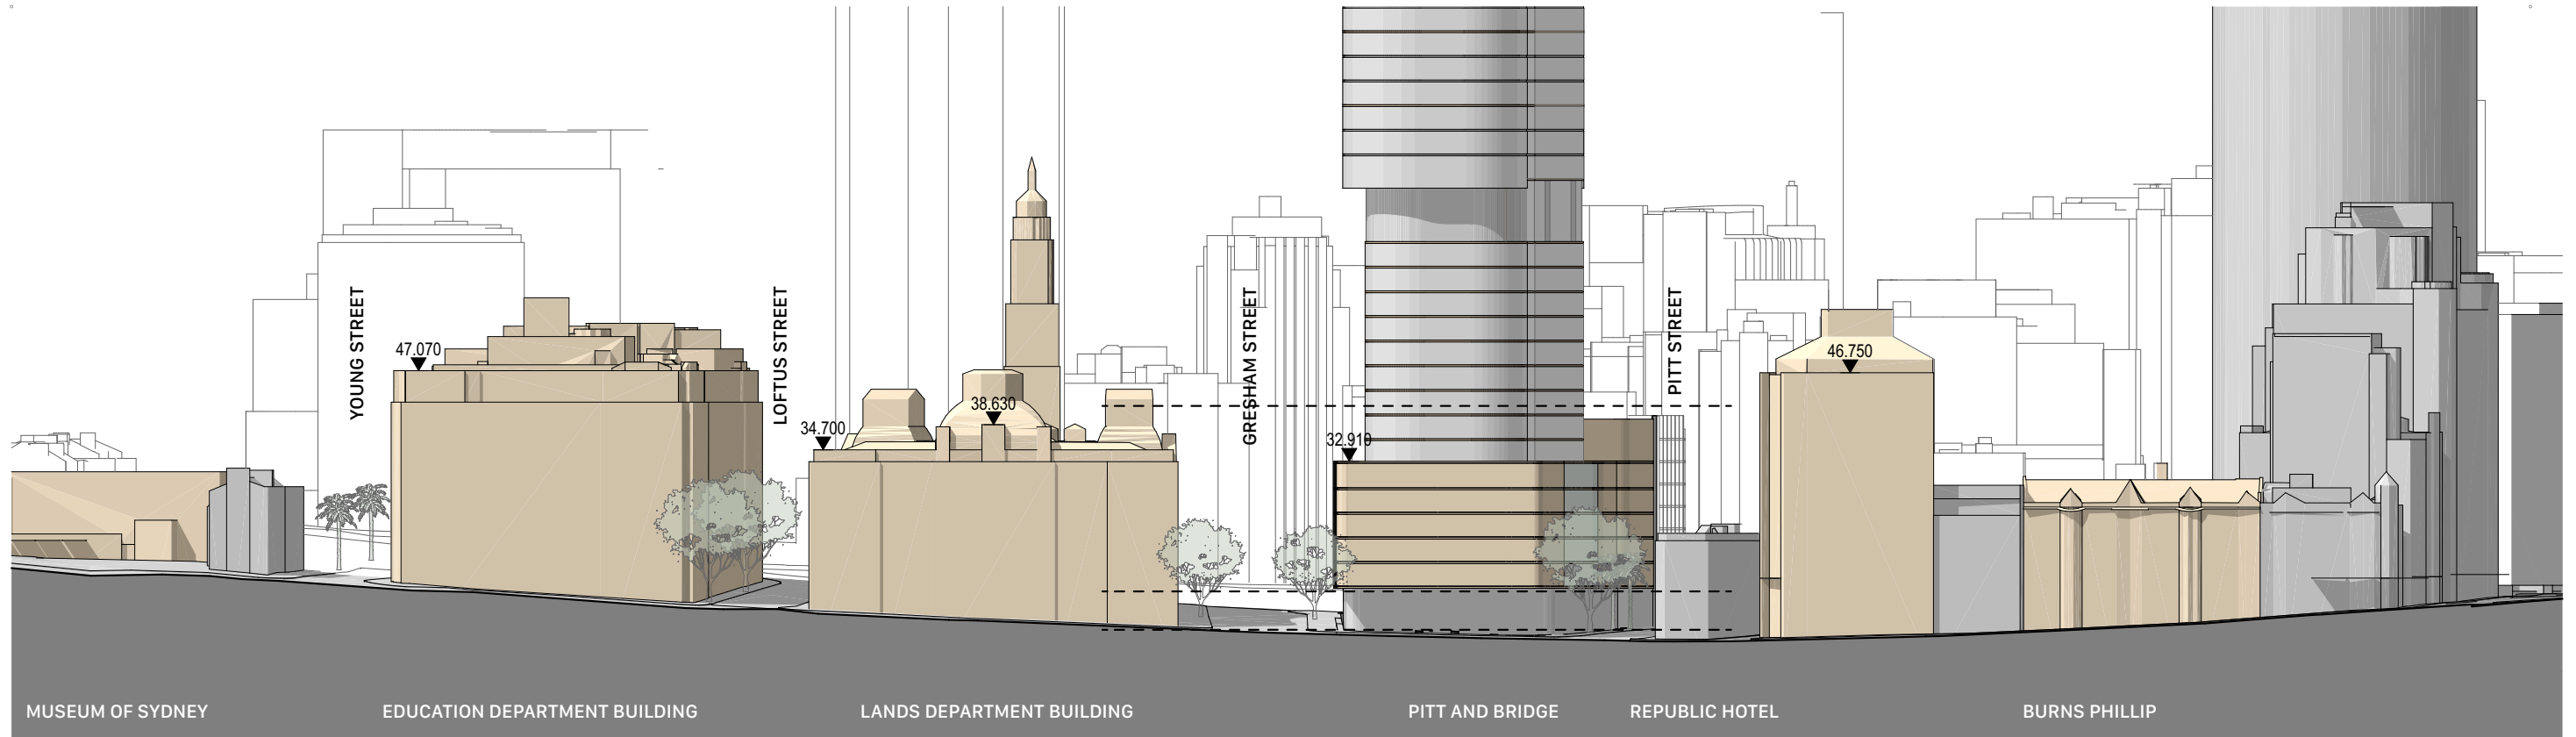 YOUNG STREET
47.070
LOFTUS STREET
34.700
38.630
GRESHAM STREET
32.910
PITT STREET
46.750
MUSEUM OF SYDNEY
EDUCATION DEPARTMENT BUILDING
LANDS DEPARTMENT BUILDING
PITT AND BRIDGE
REPUBLIC HOTEL
BURNS PHILLIP